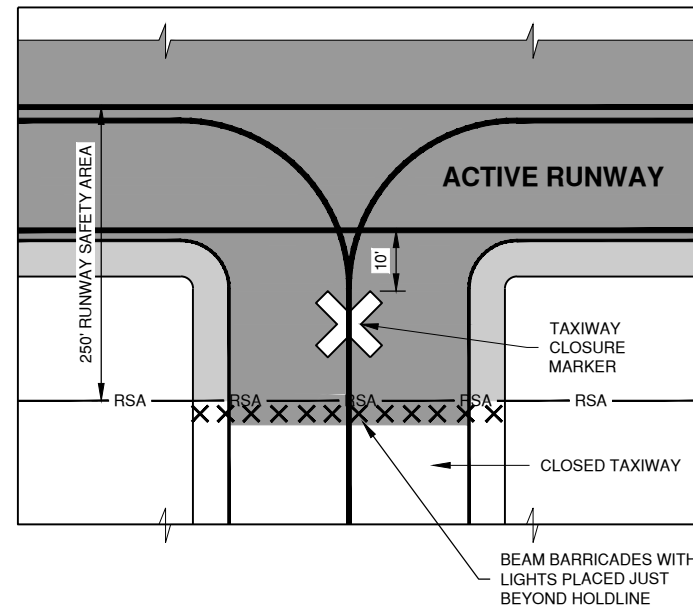 ACTIVE RUNWAY
250' RUNWAY SAFETY AREA
10'
TAXIWAY
CLOSURE
MARKER
RSA RSA RSA RSA RSA
CLOSED TAXIWAY
BEAM BARRICADES WITH
LIGHTS PLACED JUST
BEYOND HOLDLINE